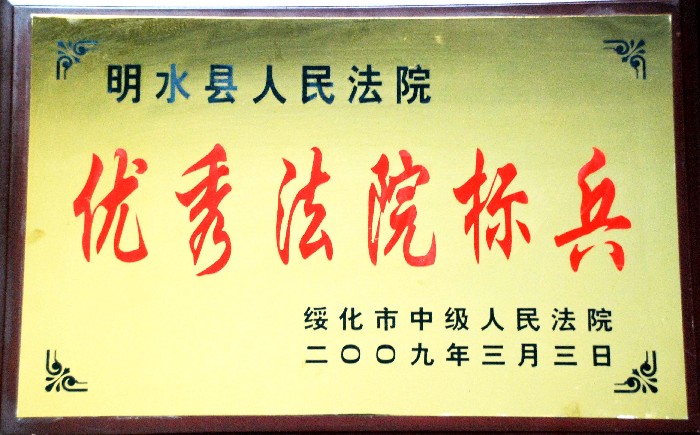 明水县人民法院
优秀法院标兵
绥化市中级人民法院
二〇〇九年三月三日